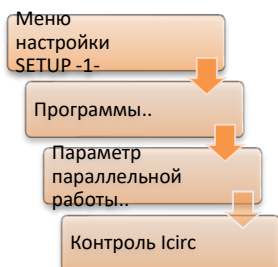 Меню
настройки
SETUP -1-
Программы..
Параметр
параллельной
работы..
Контроль Icirc